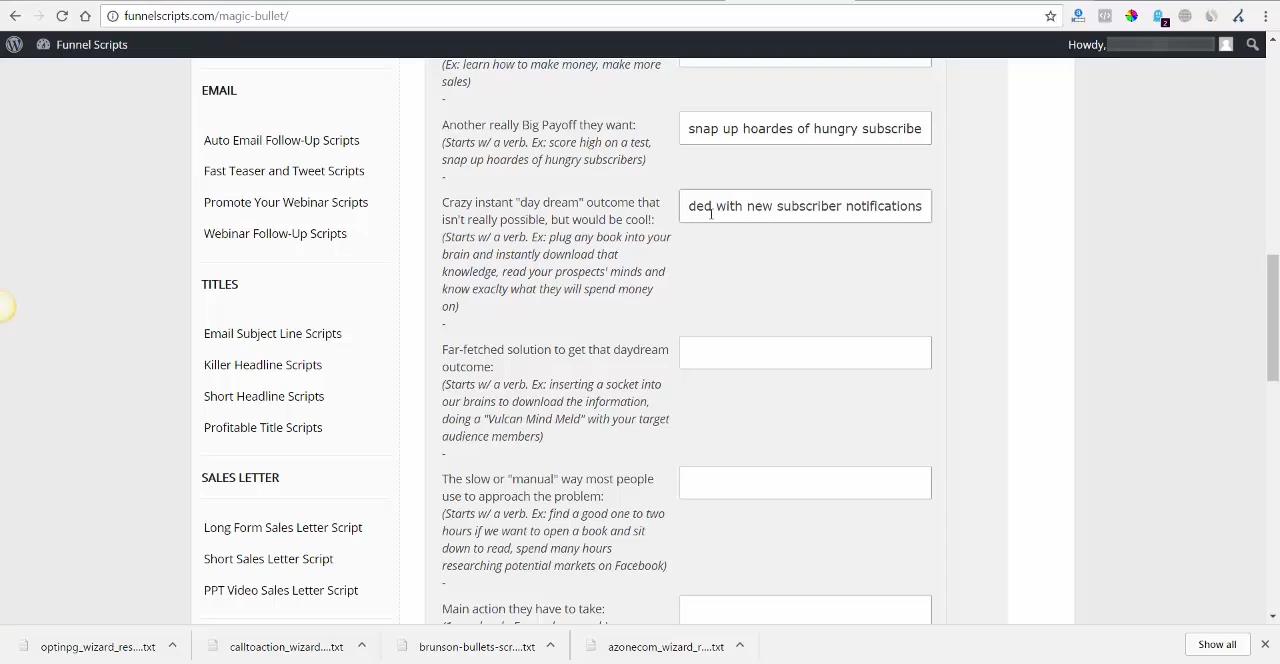 funnelscripts.com/magic-bullet/
2
Funnel Scripts
Howdy,
EMAIL
Auto Email Follow-Up Scripts
Fast Teaser and Tweet Scripts
Promote Your Webinar Scripts
Webinar Follow-Up Scripts
TITLES
Email Subject Line Scripts
Killer Headline Scripts
Short Headline Scripts
Profitable Title Scripts
SALES LETTER
Long Form Sales Letter Script
Short Sales Letter Script
PPT Video Sales Letter Script
(Ex: learn how to make money, make more
sales)
-
Another really Big Payoff they want:
(Starts w/ a verb. Ex: score high on a test,
snap up hoardes of hungry subscribers)
-
snap up hoardes of hungry subscribe
Crazy instant "day dream" outcome that
isn't really possible, but would be cool!:
(Starts w/ a verb. Ex: plug any book into your
brain and instantly download that
knowledge, read your prospects' minds and
know exaclty what they will spend money
on)
-
ded with new subscriber notifications
Far-fetched solution to get that daydream
outcome:
(Starts w/ a verb. Ex: inserting a socket into
our brains to download the information,
doing a "Vulcan Mind Meld" with your target
audience members)
-
The slow or "manual" way most people
use to approach the problem:
(Starts w/ a verb. Ex: find a good one to two
hours if we want to open a book and sit
down to read, spend many hours
researching potential markets on Facebook)
-
Main action they have to take:
optinpg_wizard_res....txt
calltoaction_wizard....txt
brunson-bullets-scr....txt
azonecom_wizard_r....txt
Show all